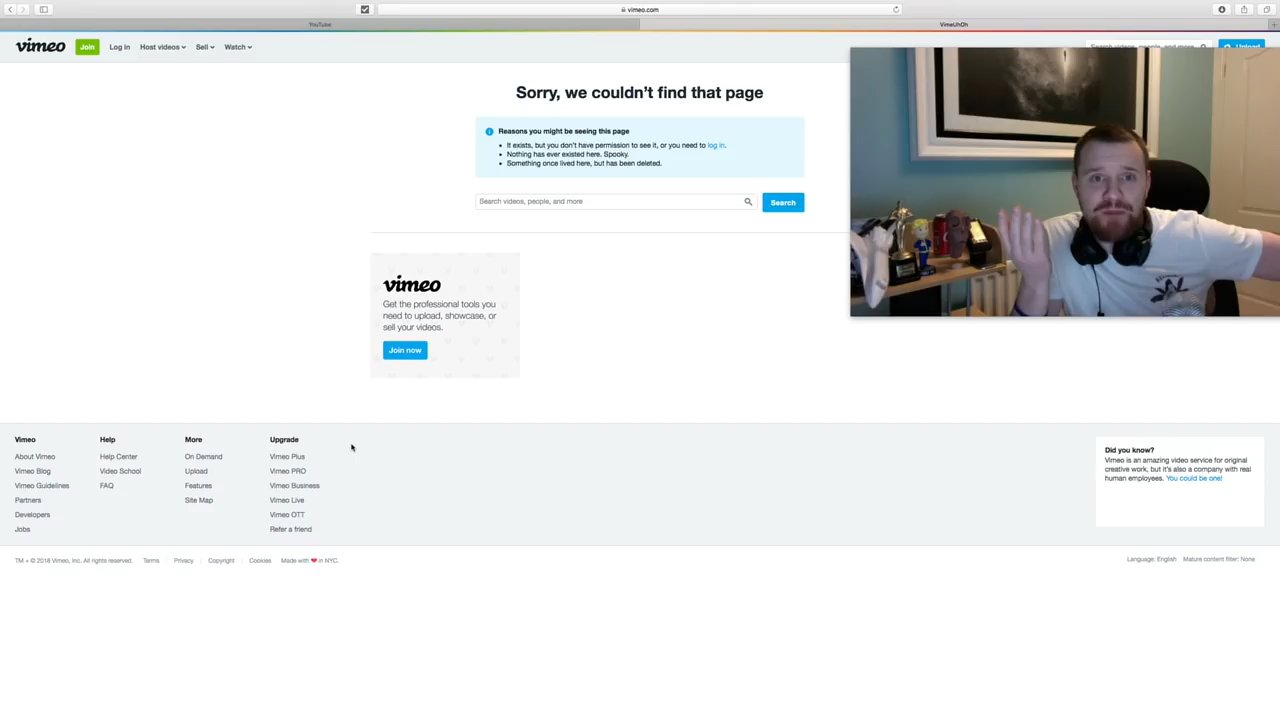 vimeo.com
YouTube
VimeUhOh
vimeo Join Log in Host videos Sell Watch
Search videos, people, and more Upload
Sorry, we couldn't find that page
Reasons you might be seeing this page
• It exists, but you don't have permission to see it, or you need to log in.
• Nothing has ever existed here. Spooky.
• Something once lived here, but has been deleted.
Search videos, people, and more Search
vimeo
Get the professional tools you
need to upload, showcase, or
sell your videos.
Join now
Vimeo
About Vimeo
Vimeo Blog
Vimeo Guidelines
Partners
Developers
Jobs
Help
Help Center
Video School
FAQ
More
On Demand
Upload
Features
Site Map
Upgrade
Vimeo Plus
Vimeo PRO
Vimeo Business
Vimeo Live
Vimeo OTT
Refer a friend
Did you know?
Vimeo is an amazing video service for original
creative work, but it's also a company with real
human employees. You could be one!
TM + © 2018 Vimeo, Inc. All rights reserved. Terms Privacy Copyright Cookies Made with ❤ in NYC.
Language: English Mature content filter: None